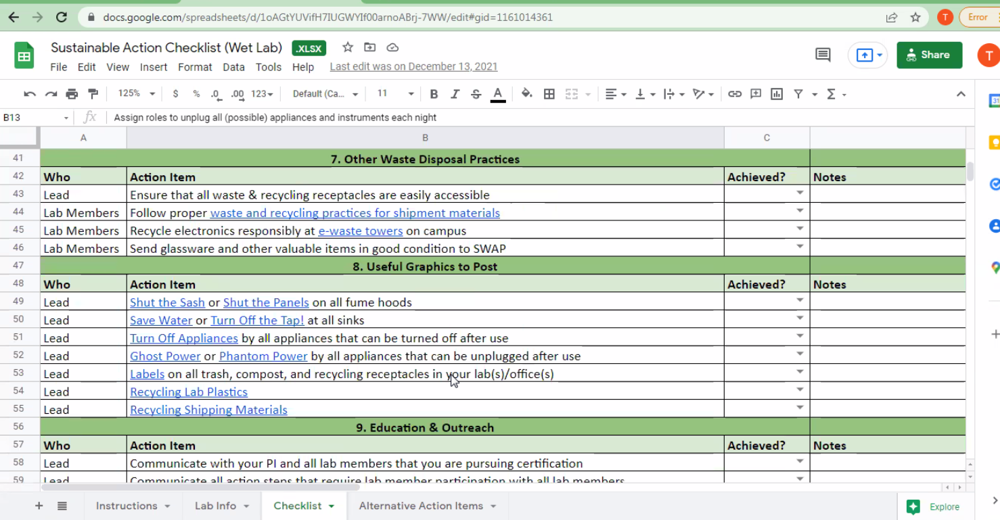 docs.google.com/spreadsheets/d/1oAGtYUVifH7IUGWYIf00arnoABrj-7WW/edit#gid=1161014361
T
Error
Sustainable Action Checklist (Wet Lab)
.XLSX
Share
T
File Edit View Insert Format Data Tools Help Last edit was on December 13, 2021
125% $ % .0 .00 123 Default (Ca... 11 B I S A
31
B13 fx Assign roles to unplug all (possible) appliances and instruments each night
A B C
41 7. Other Waste Disposal Practices
42 Who Action Item Achieved? Notes
43 Lead Ensure that all waste & recycling receptacles are easily accessible
44 Lab Members Follow proper waste and recycling practices for shipment materials
45 Lab Members Recycle electronics responsibly at e-waste towers on campus
46 Lab Members Send glassware and other valuable items in good condition to SWAP
47 8. Useful Graphics to Post
48 Who Action Item Achieved? Notes
49 Lead Shut the Sash or Shut the Panels on all fume hoods
50 Lead Save Water or Turn Off the Tap! at all sinks
51 Lead Turn Off Appliances by all appliances that can be turned off after use
52 Lead Ghost Power or Phantom Power by all appliances that can be unplugged after use
53 Lead Labels on all trash, compost, and recycling receptacles in your lab(s)/office(s)
54 Lead Recycling Lab Plastics
55 Lead Recycling Shipping Materials
56 9. Education & Outreach
57 Who Action Item Achieved? Notes
58 Lead Communicate with your PI and all lab members that you are pursuing certification
59 Lead Communicate all action steps that require lab member participation with all lab members
Instructions Lab Info Checklist Alternative Action Items Explore